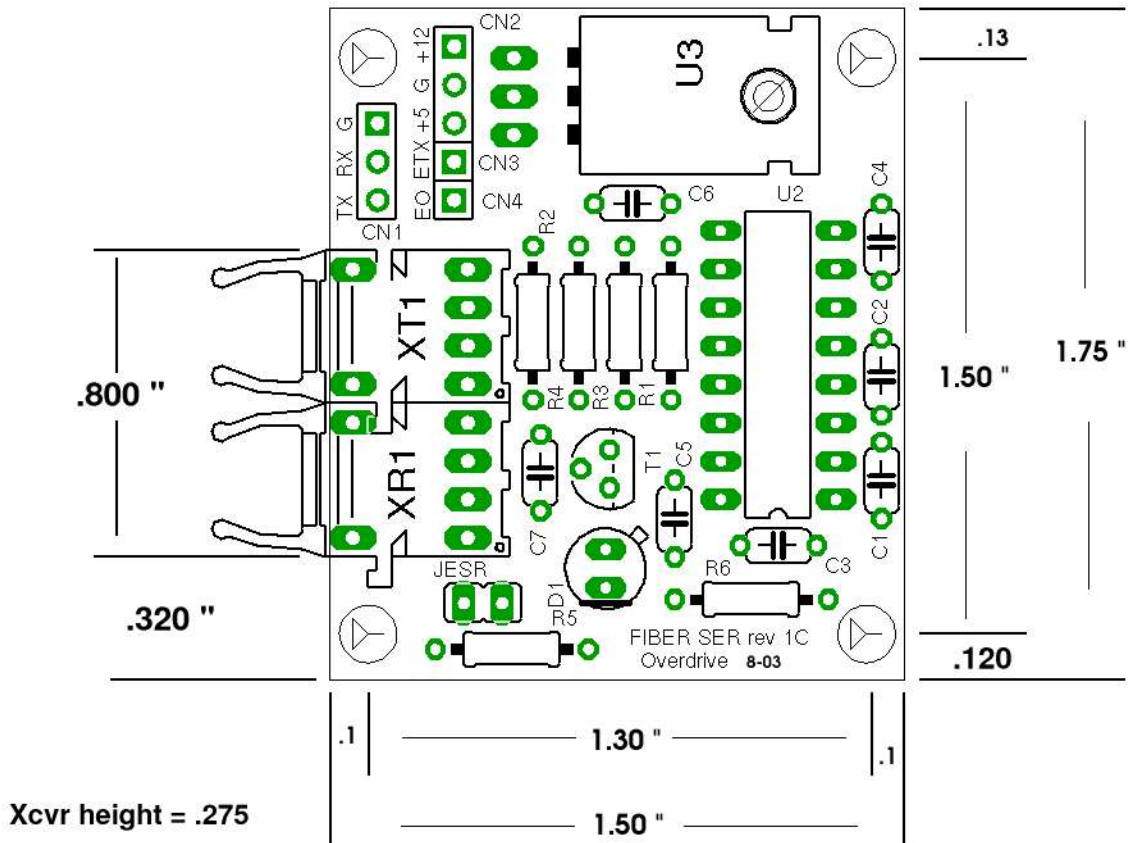 CN2
+12
G
+5
ETX
CN3
EO
CN4
G
RX
TX
CN1
U3
.13
C6
U2
C4
R2
XT1
C2
.800 "
1.50 "
1.75 "
R4
R3
R1
XR1
T1
C5
C7
C1
C3
JESR
D1
R5
R6
.320 "
FIBER SER rev 1C
Overdrive 8-03
.120
.1
1.30 "
.1
Xcvr height = .275
1.50 "